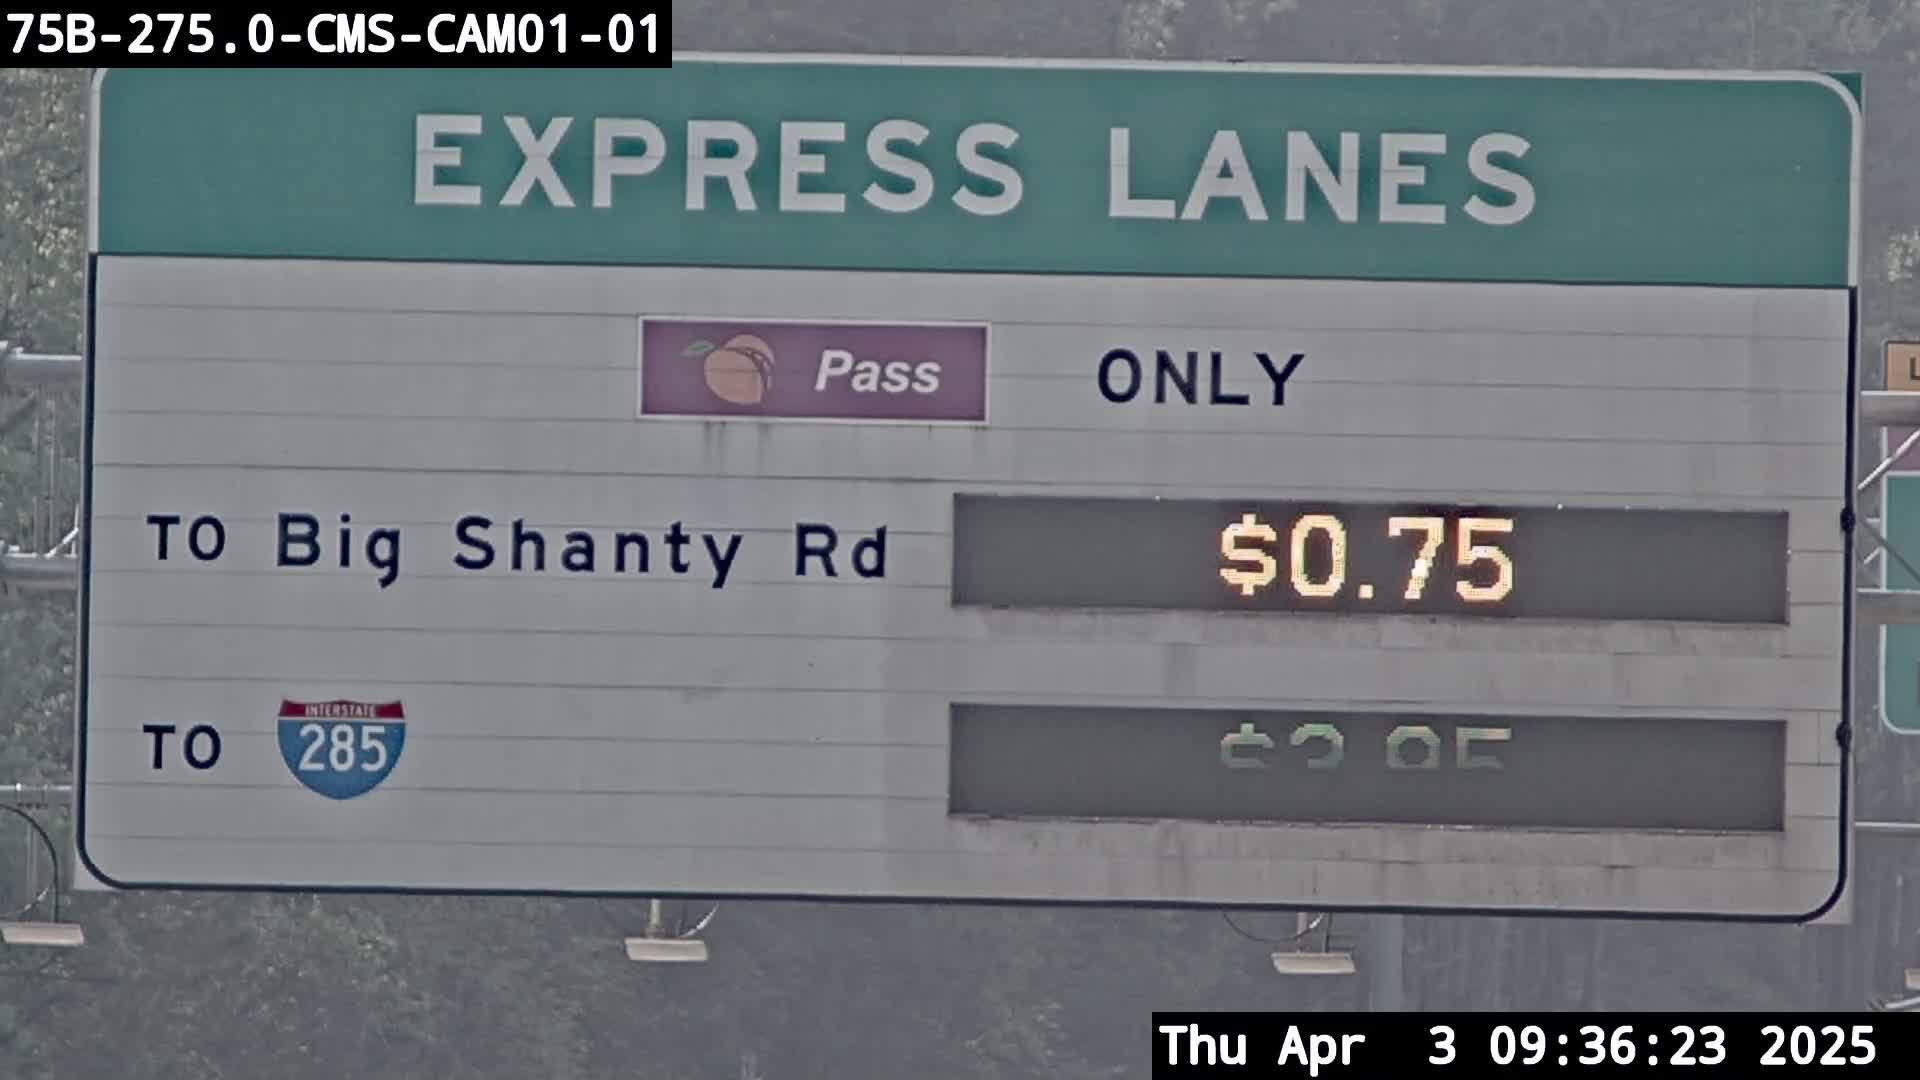 75B-275.0-CMS-CAM01-01
EXPRESS LANES
Pass ONLY
TO Big Shanty Rd $0.75
TO INTERSTATE 285
Thu Apr 3 09:36:23 2025